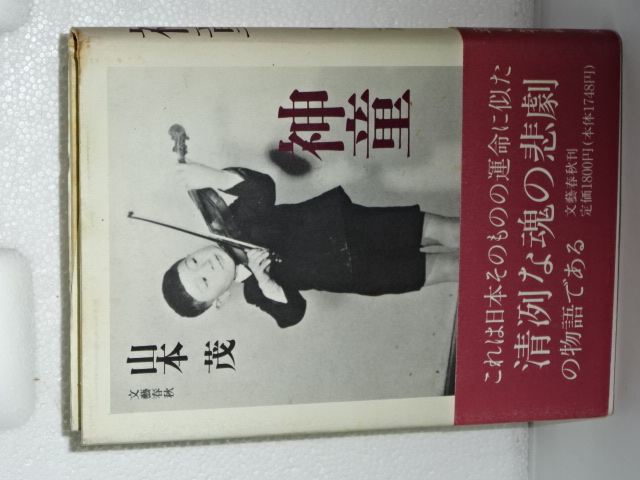 神童
山本 茂
文藝春秋
これは日本そのものの運命に似た
清冽な魂の悲劇
の物語である
文藝春秋刊
定価1800円(本体1748円)
神童